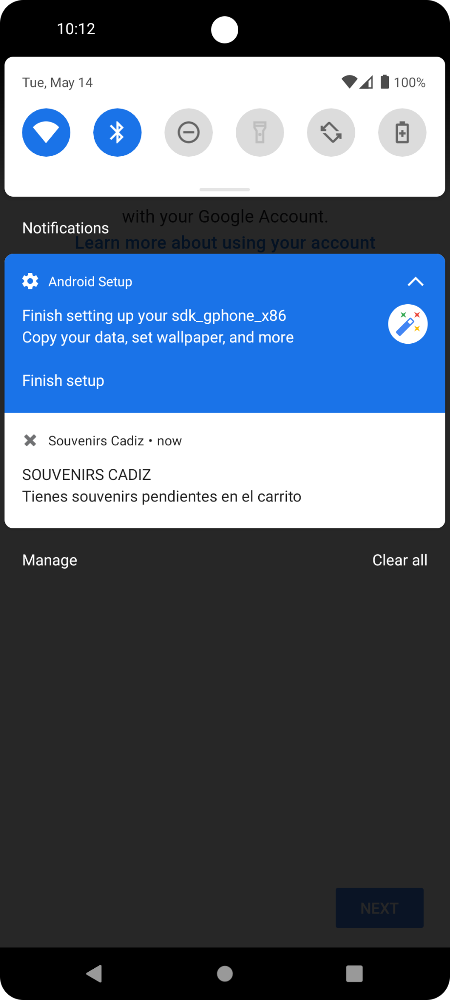 10:12
Tue, May 14
100%
with your Google Account.
Notifications
Learn more about using your account
Android Setup
Finish setting up your sdk_gphone_x86
Copy your data, set wallpaper, and more
Finish setup
Souvenirs Cadiz • now
SOUVENIRS CADIZ
Tienes souvenirs pendientes en el carrito
Manage
Clear all
NEXT